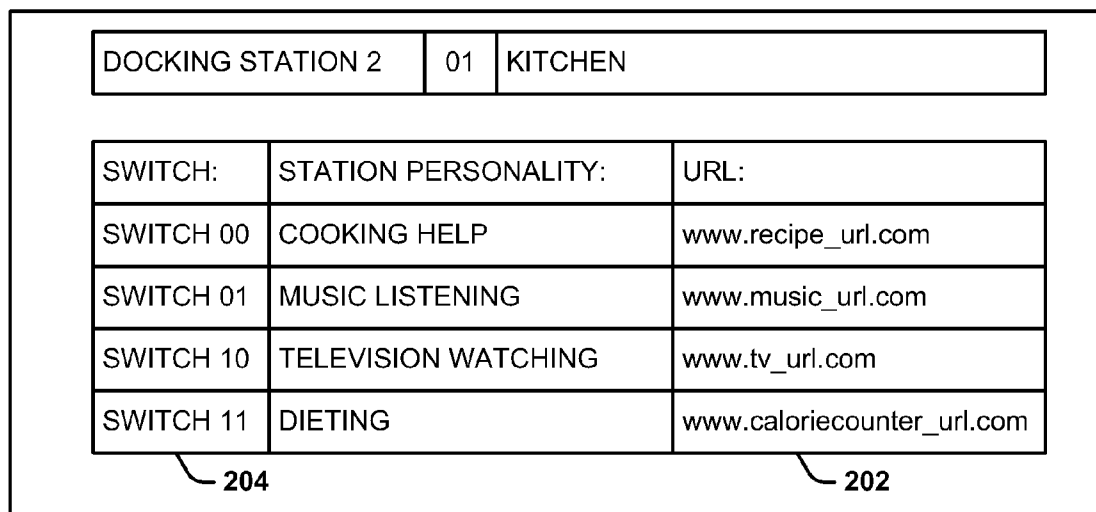 DOCKING STATION 2 01 KITCHEN
SWITCH: STATION PERSONALITY: URL:
SWITCH 00 COOKING HELP www.recipe_url.com
SWITCH 01 MUSIC LISTENING www.music_url.com
SWITCH 10 TELEVISION WATCHING www.tv_url.com
SWITCH 11 DIETING www.caloriecounter_url.com
204 202